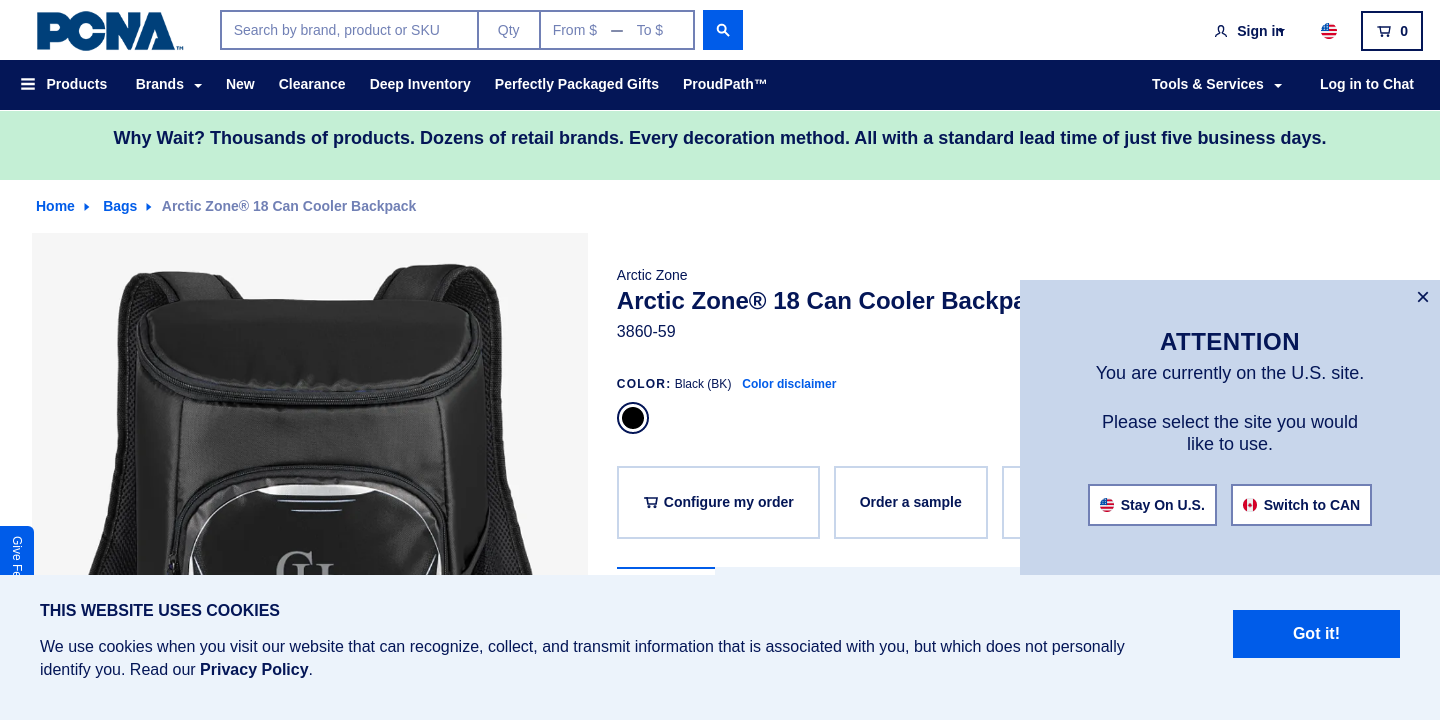 PCNA™
Search by brand, product or SKU
Qty
From $ — To $
Sign in
0
Products
Brands
New
Clearance
Deep Inventory
Perfectly Packaged Gifts
ProudPath™
Tools & Services
Log in to Chat
Why Wait? Thousands of products. Dozens of retail brands. Every decoration method. All with a standard lead time of just five business days.
Home
Bags
Arctic Zone® 18 Can Cooler Backpack
Arctic Zone
Arctic Zone® 18 Can Cooler Backpa
3860-59
COLOR: Black (BK) Color disclaimer
Configure my order
Order a sample
×
ATTENTION
You are currently on the U.S. site.
Please select the site you would
like to use.
Stay On U.S.
Switch to CAN
Give Fe
THIS WEBSITE USES COOKIES
We use cookies when you visit our website that can recognize, collect, and transmit information that is associated with you, but which does not personally
identify you. Read our Privacy Policy.
Got it!